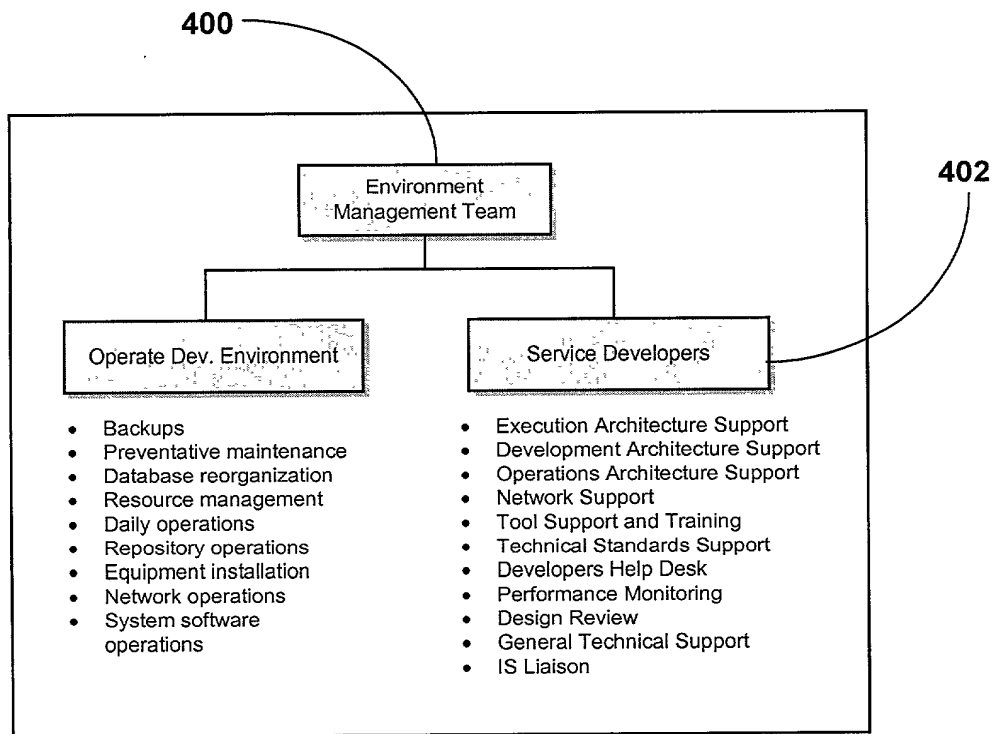 400
402
Environment
Management Team
Operate Dev. Environment
Service Developers
• Backups
• Preventative maintenance
• Database reorganization
• Resource management
• Daily operations
• Repository operations
• Equipment installation
• Network operations
• System software
operations
• Execution Architecture Support
• Development Architecture Support
• Operations Architecture Support
• Network Support
• Tool Support and Training
• Technical Standards Support
• Developers Help Desk
• Performance Monitoring
• Design Review
• General Technical Support
• IS Liaison